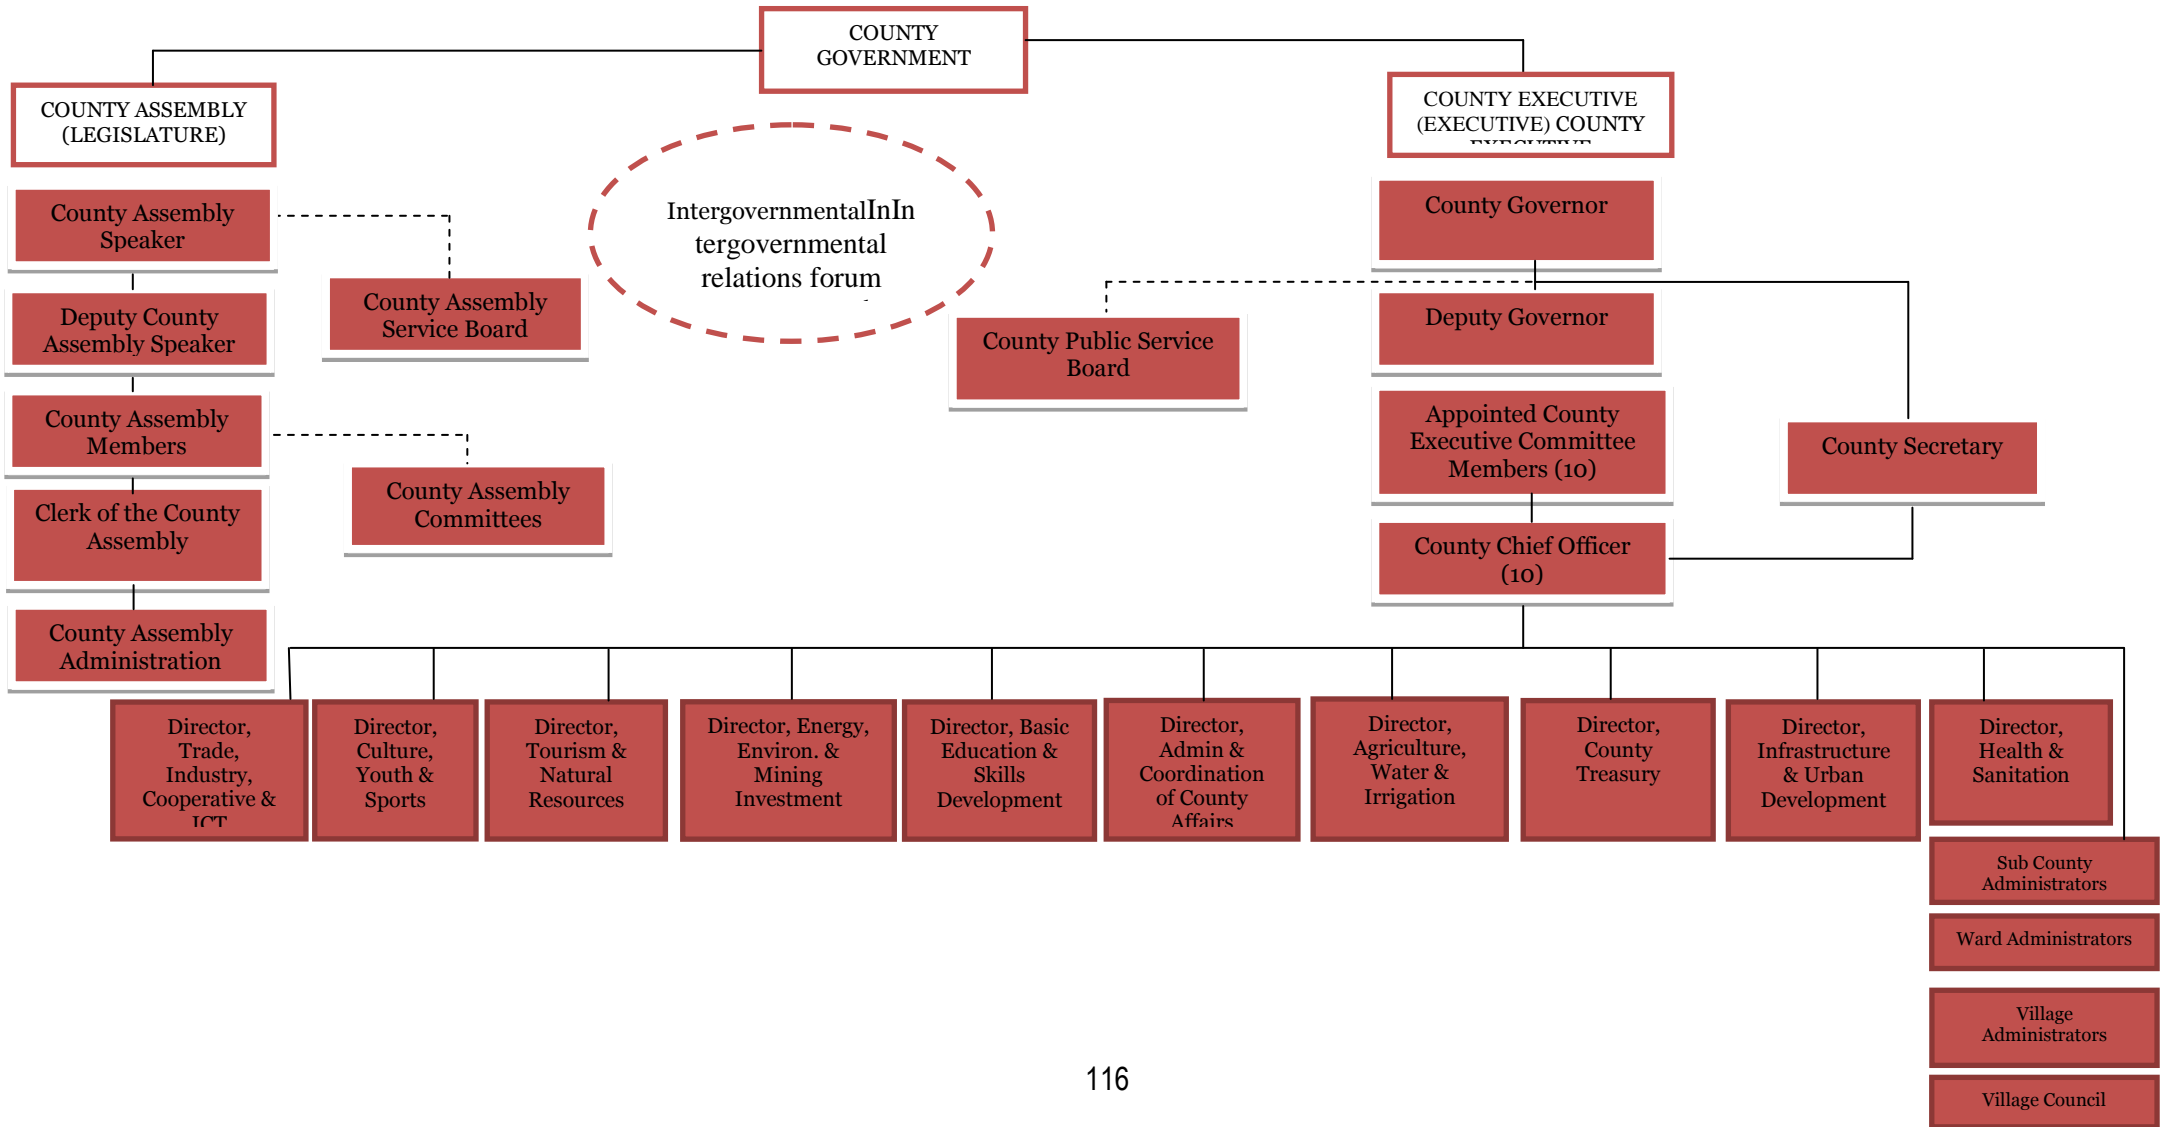 COUNTY
GOVERNMENT
COUNTY ASSEMBLY
(LEGISLATURE)
COUNTY EXECUTIVE
(EXECUTIVE) COUNTY
EXECUTIVE
IntergovernmentalInIn
tergovernmental
relations forum
County Assembly
Speaker
Deputy County
Assembly Speaker
County Assembly
Members
Clerk of the County
Assembly
County Assembly
Administration
County Assembly
Service Board
County Assembly
Committees
County Governor
Deputy Governor
County Public Service
Board
Appointed County
Executive Committee
Members (10)
County Secretary
County Chief Officer
(10)
Director,
Trade,
Industry,
Cooperative &
ICT
Director,
Culture,
Youth &
Sports
Director,
Tourism &
Natural
Resources
Director, Energy,
Environ. &
Mining
Investment
Director, Basic
Education &
Skills
Development
Director,
Admin &
Coordination
of County
Affairs
Director,
Agriculture,
Water &
Irrigation
Director,
County
Treasury
Director,
Infrastructure
& Urban
Development
Director,
Health &
Sanitation
Sub County
Administrators
Ward Administrators
Village
Administrators
Village Council
116